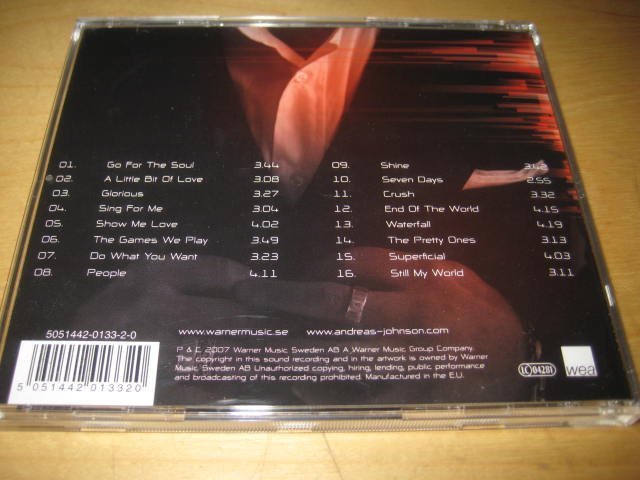 01. Go For The Soul 3.44
02. A Little Bit Of Love 3.08
03. Glorious 3.27
04. Sing For Me 3.04
05. Show Me Love 4.02
06. The Games We Play 3.49
07. Do What You Want 3.23
08. People 4.11
09. Shine 3.42
10. Seven Days 2.55
11. Crush 3.32
12. End Of The World 4.15
13. Waterfall 4.19
14. The Pretty Ones 3.13
15. Superficial 4.03
16. Still My World 3.11
www.warnermusic.se www.andreas-johnson.com
5051442-0133-2-0
5 051442 013320
P & C 2007 Warner Music Sweden AB A Warner Music Group Company.
The copyright in this sound recording and in the artwork is owned by Warner
Music Sweden AB Unauthorized copying, hiring, lending, public performance
and broadcasting of this recording prohibited. Manufactured in the E.U.
LC 04281
wea